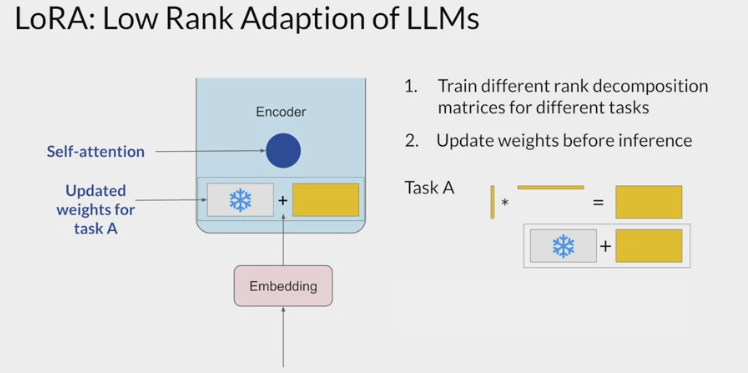 LoRA: Low Rank Adaption of LLMs
Encoder
Self-attention
Updated
weights for
task A
+
Embedding
1. Train different rank decomposition
matrices for different tasks
2. Update weights before inference
Task A
* =
+